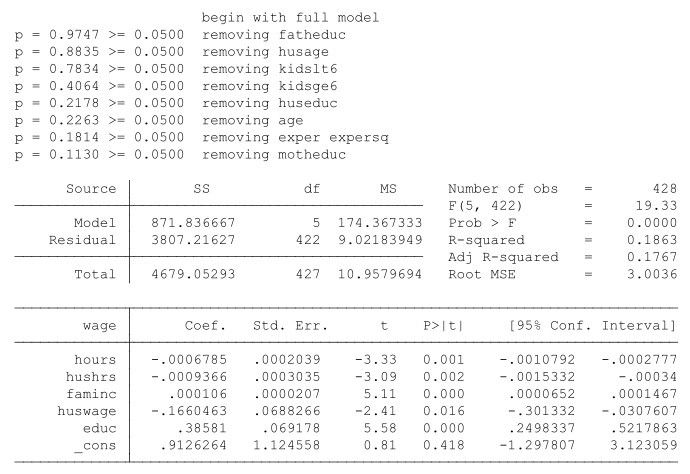 begin with full model
p = 0.9747 >= 0.0500 removing fatheduc
p = 0.8835 >= 0.0500 removing husage
p = 0.7834 >= 0.0500 removing kidslt6
p = 0.4064 >= 0.0500 removing kidsge6
p = 0.2178 >= 0.0500 removing huseduc
p = 0.2263 >= 0.0500 removing age
p = 0.1814 >= 0.0500 removing exper expersq
p = 0.1130 >= 0.0500 removing motheduc
Source SS df MS Number of obs = 428
F(5, 422) = 19.33
Model 871.836667 5 174.367333 Prob > F = 0.0000
Residual 3807.21627 422 9.02183949 R-squared = 0.1863
Adj R-squared = 0.1767
Total 4679.05293 427 10.9579694 Root MSE = 3.0036
wage Coef. Std. Err. t P>|t| [95% Conf. Interval]
hours -.0006785 .0002039 -3.33 0.001 -.0010792 -.0002777
hushrs -.0009366 .0003035 -3.09 0.002 -.0015332 -.00034
faminc .000106 .0000207 5.11 0.000 .0000652 .0001467
huswage -.1660463 .0688266 -2.41 0.016 -.301332 -.0307607
educ .38581 .069178 5.58 0.000 .2498337 .5217863
_cons .9126264 1.124558 0.81 0.418 -1.297807 3.123059